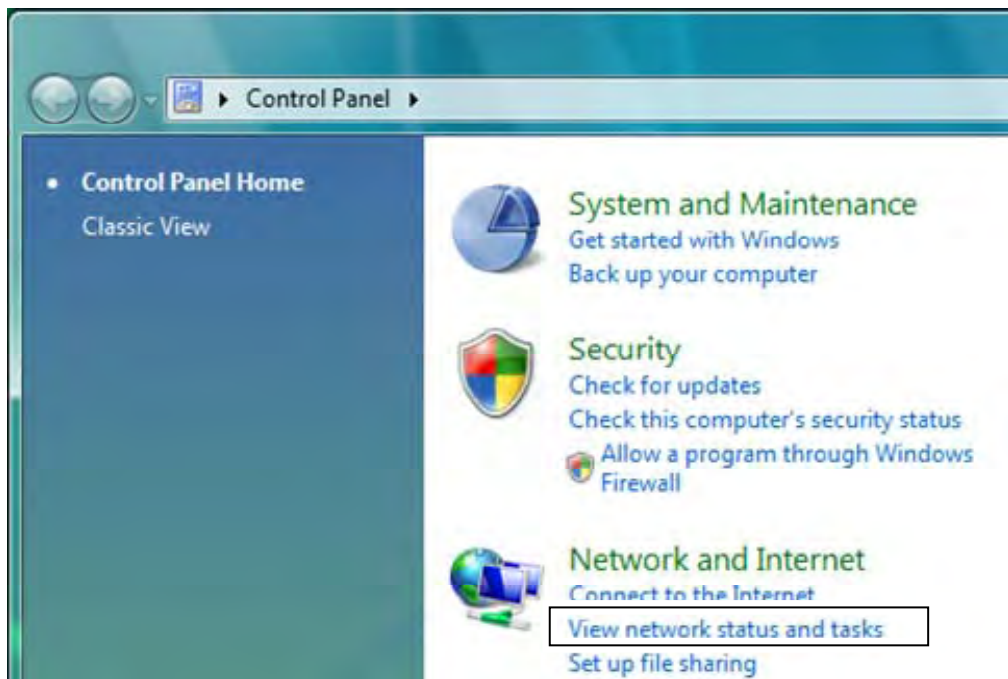 Control Panel
Control Panel Home
Classic View
System and Maintenance
Get started with Windows
Back up your computer
Security
Check for updates
Check this computer's security status
Allow a program through Windows
Firewall
Network and Internet
Connect to the Internet
View network status and tasks
Set up file sharing